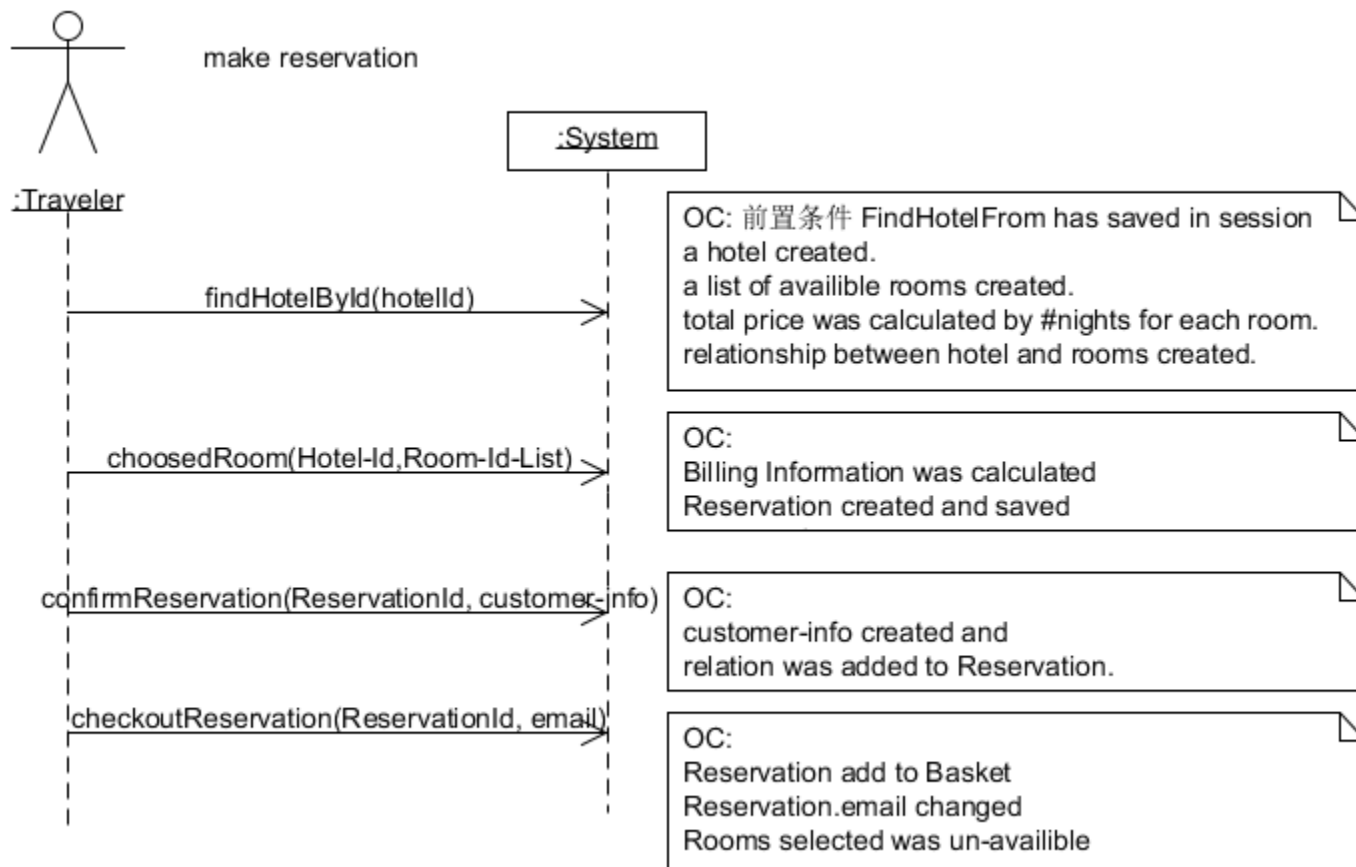 make reservation
:System
:Traveler
OC: 前置条件 FindHotelFrom has saved in session
a hotel created.
a list of availible rooms created.
total price was calculated by #nights for each room.
relationship between hotel and rooms created.
findHotelById(hotelId)
choosedRoom(Hotel-Id,Room-Id-List)
OC:
Billing Information was calculated
Reservation created and saved
confirmReservation(ReservationId, customer-info)
OC:
customer-info created and
relation was added to Reservation.
checkoutReservation(ReservationId, email)
OC:
Reservation add to Basket
Reservation.email changed
Rooms selected was un-availible